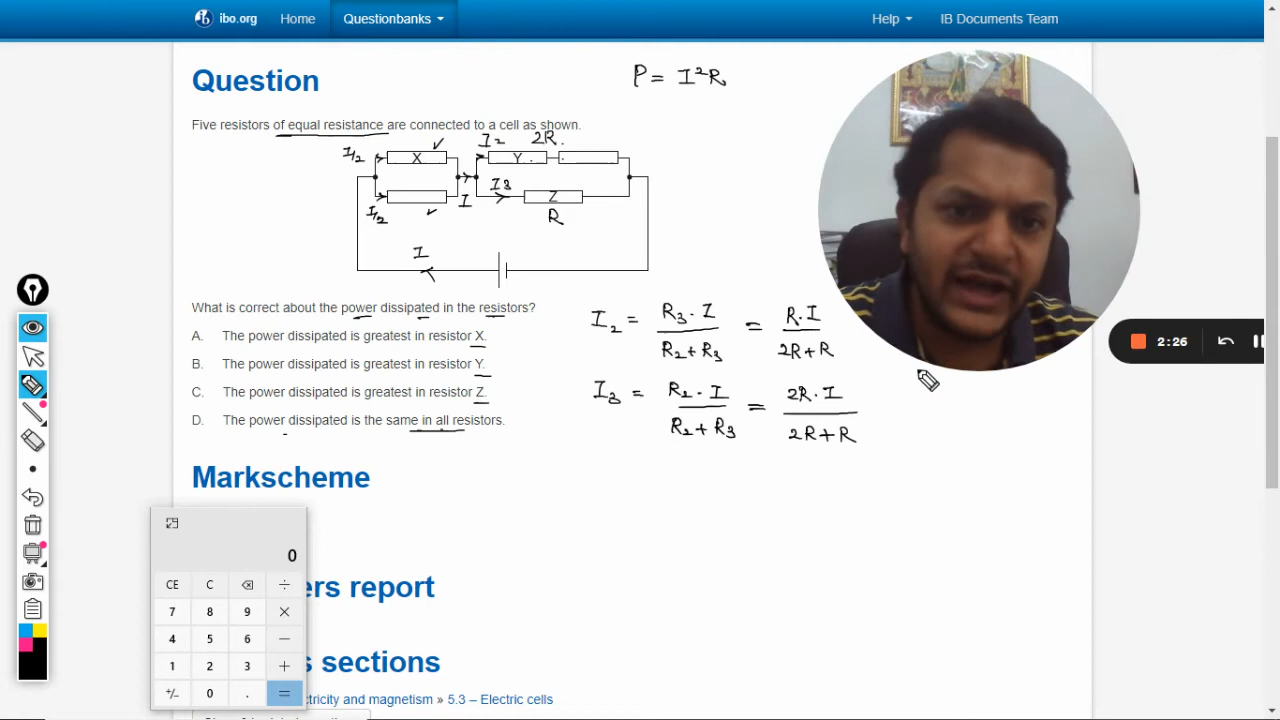 ibo.org Home Questionbanks Help IB Documents Team
Question
P = I²R
Five resistors of equal resistance are connected to a cell as shown.
I/2 X I2 2R. Y
I/2 I I3 Z
R
I
What is correct about the power dissipated in the resistors?
A. The power dissipated is greatest in resistor X.
B. The power dissipated is greatest in resistor Y.
C. The power dissipated is greatest in resistor Z.
D. The power dissipated is the same in all resistors.
I2 = R3 . I / R2 + R3 = R . I / 2R + R
I3 = R2 . I / R2 + R3 = 2R . I / 2R + R
2:26
Markscheme
0
CE C ÷
7 8 9 ×
4 5 6 −
1 2 3 +
+/− 0 . =
ers report
s sections
ctricity and magnetism » 5.3 – Electric cells